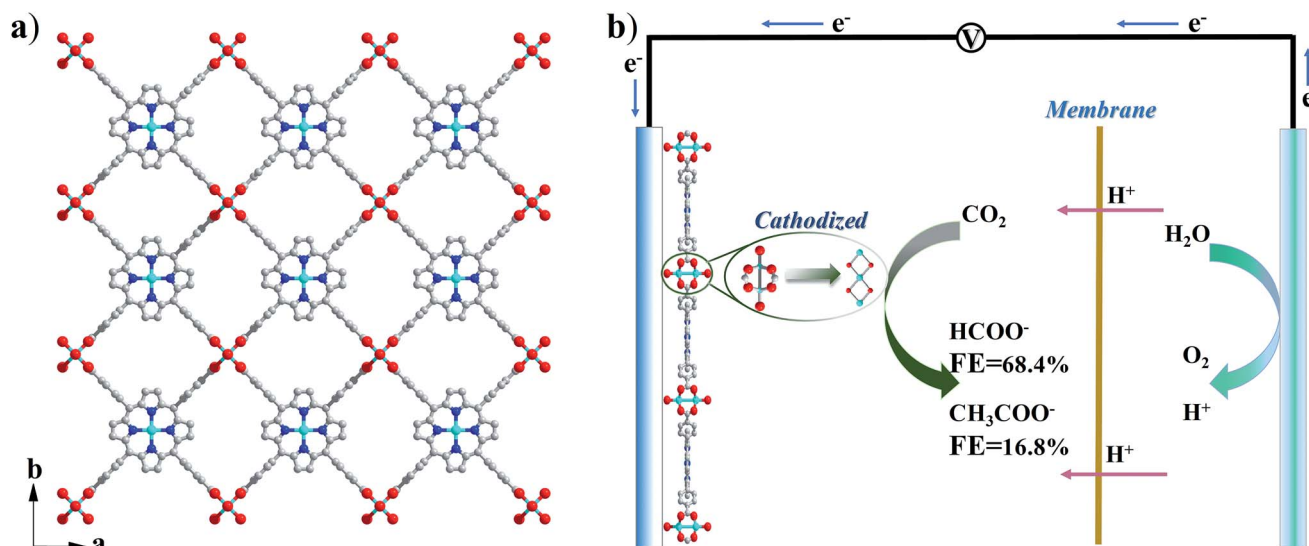 a)
b
a
b)
e⁻
e⁻
V
e⁻
e
Membrane
H⁺
Cathodized
CO₂
H₂O
HCOO⁻
FE=68.4%
O₂
CH₃COO⁻
H⁺
FE=16.8%
H⁺